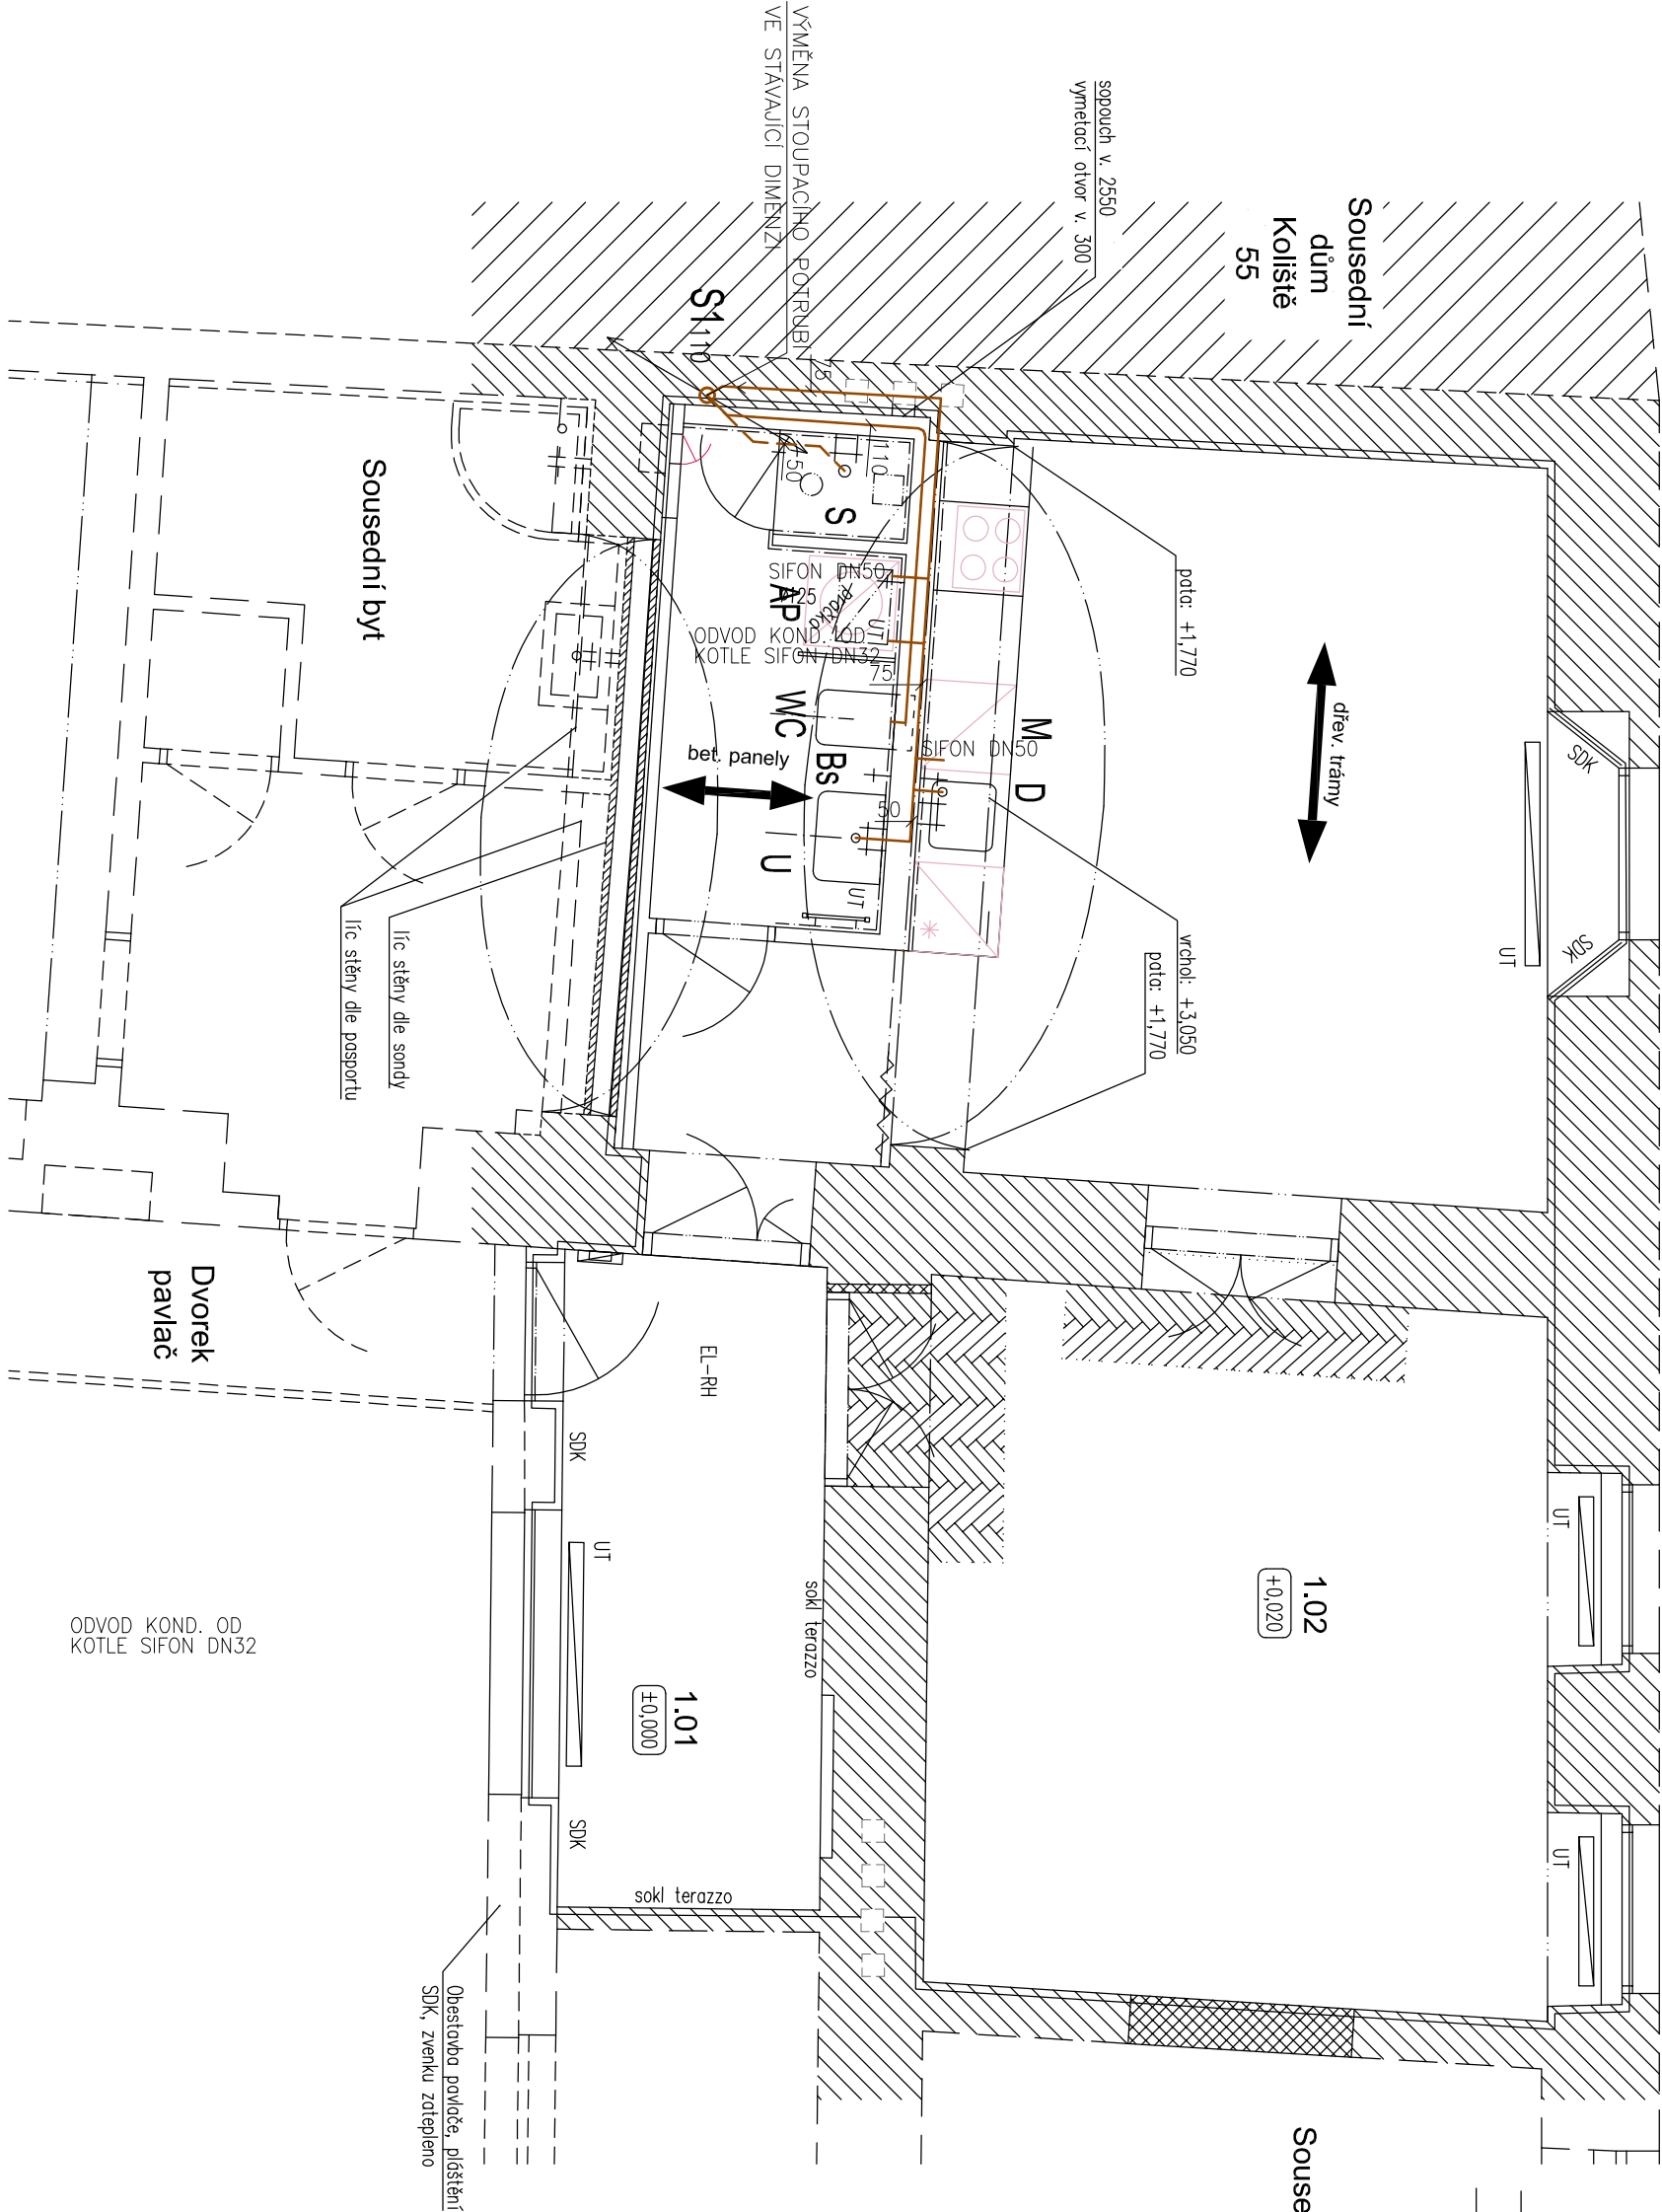 VÝMĚNA STOUPACÍHO POTRUBÍ
VE STÁVAJÍCÍ DIMENZI
sopouch v. 2550
vymetací otvor v. 300
Sousední
dům
Koliště
55
S1
110
75
50
110
S
SIFON DN50
125
AP
pračka
UT
ODVOD KOND. OD
KOTLE SIFON DN32
75
WC
Bs
bet. panely
SIFON DN50
50
M
D
U
UT
pata: +1,770
dřev. trámy
SDK
SDK
UT
vrchol: +3,050
pata: +1,770
Sousední byt
líc stěny dle sondy
líc stěny dle pasportu
Dvorek
pavlač
EL-RH
SDK
UT
sokl terazzo
1.01
±0,000
SDK
sokl terazzo
1.02
+0,020
UT
UT
ODVOD KOND. OD
KOTLE SIFON DN32
Obestavba pavlače, pláštění
SDK, zvenku zatepleno
Souse